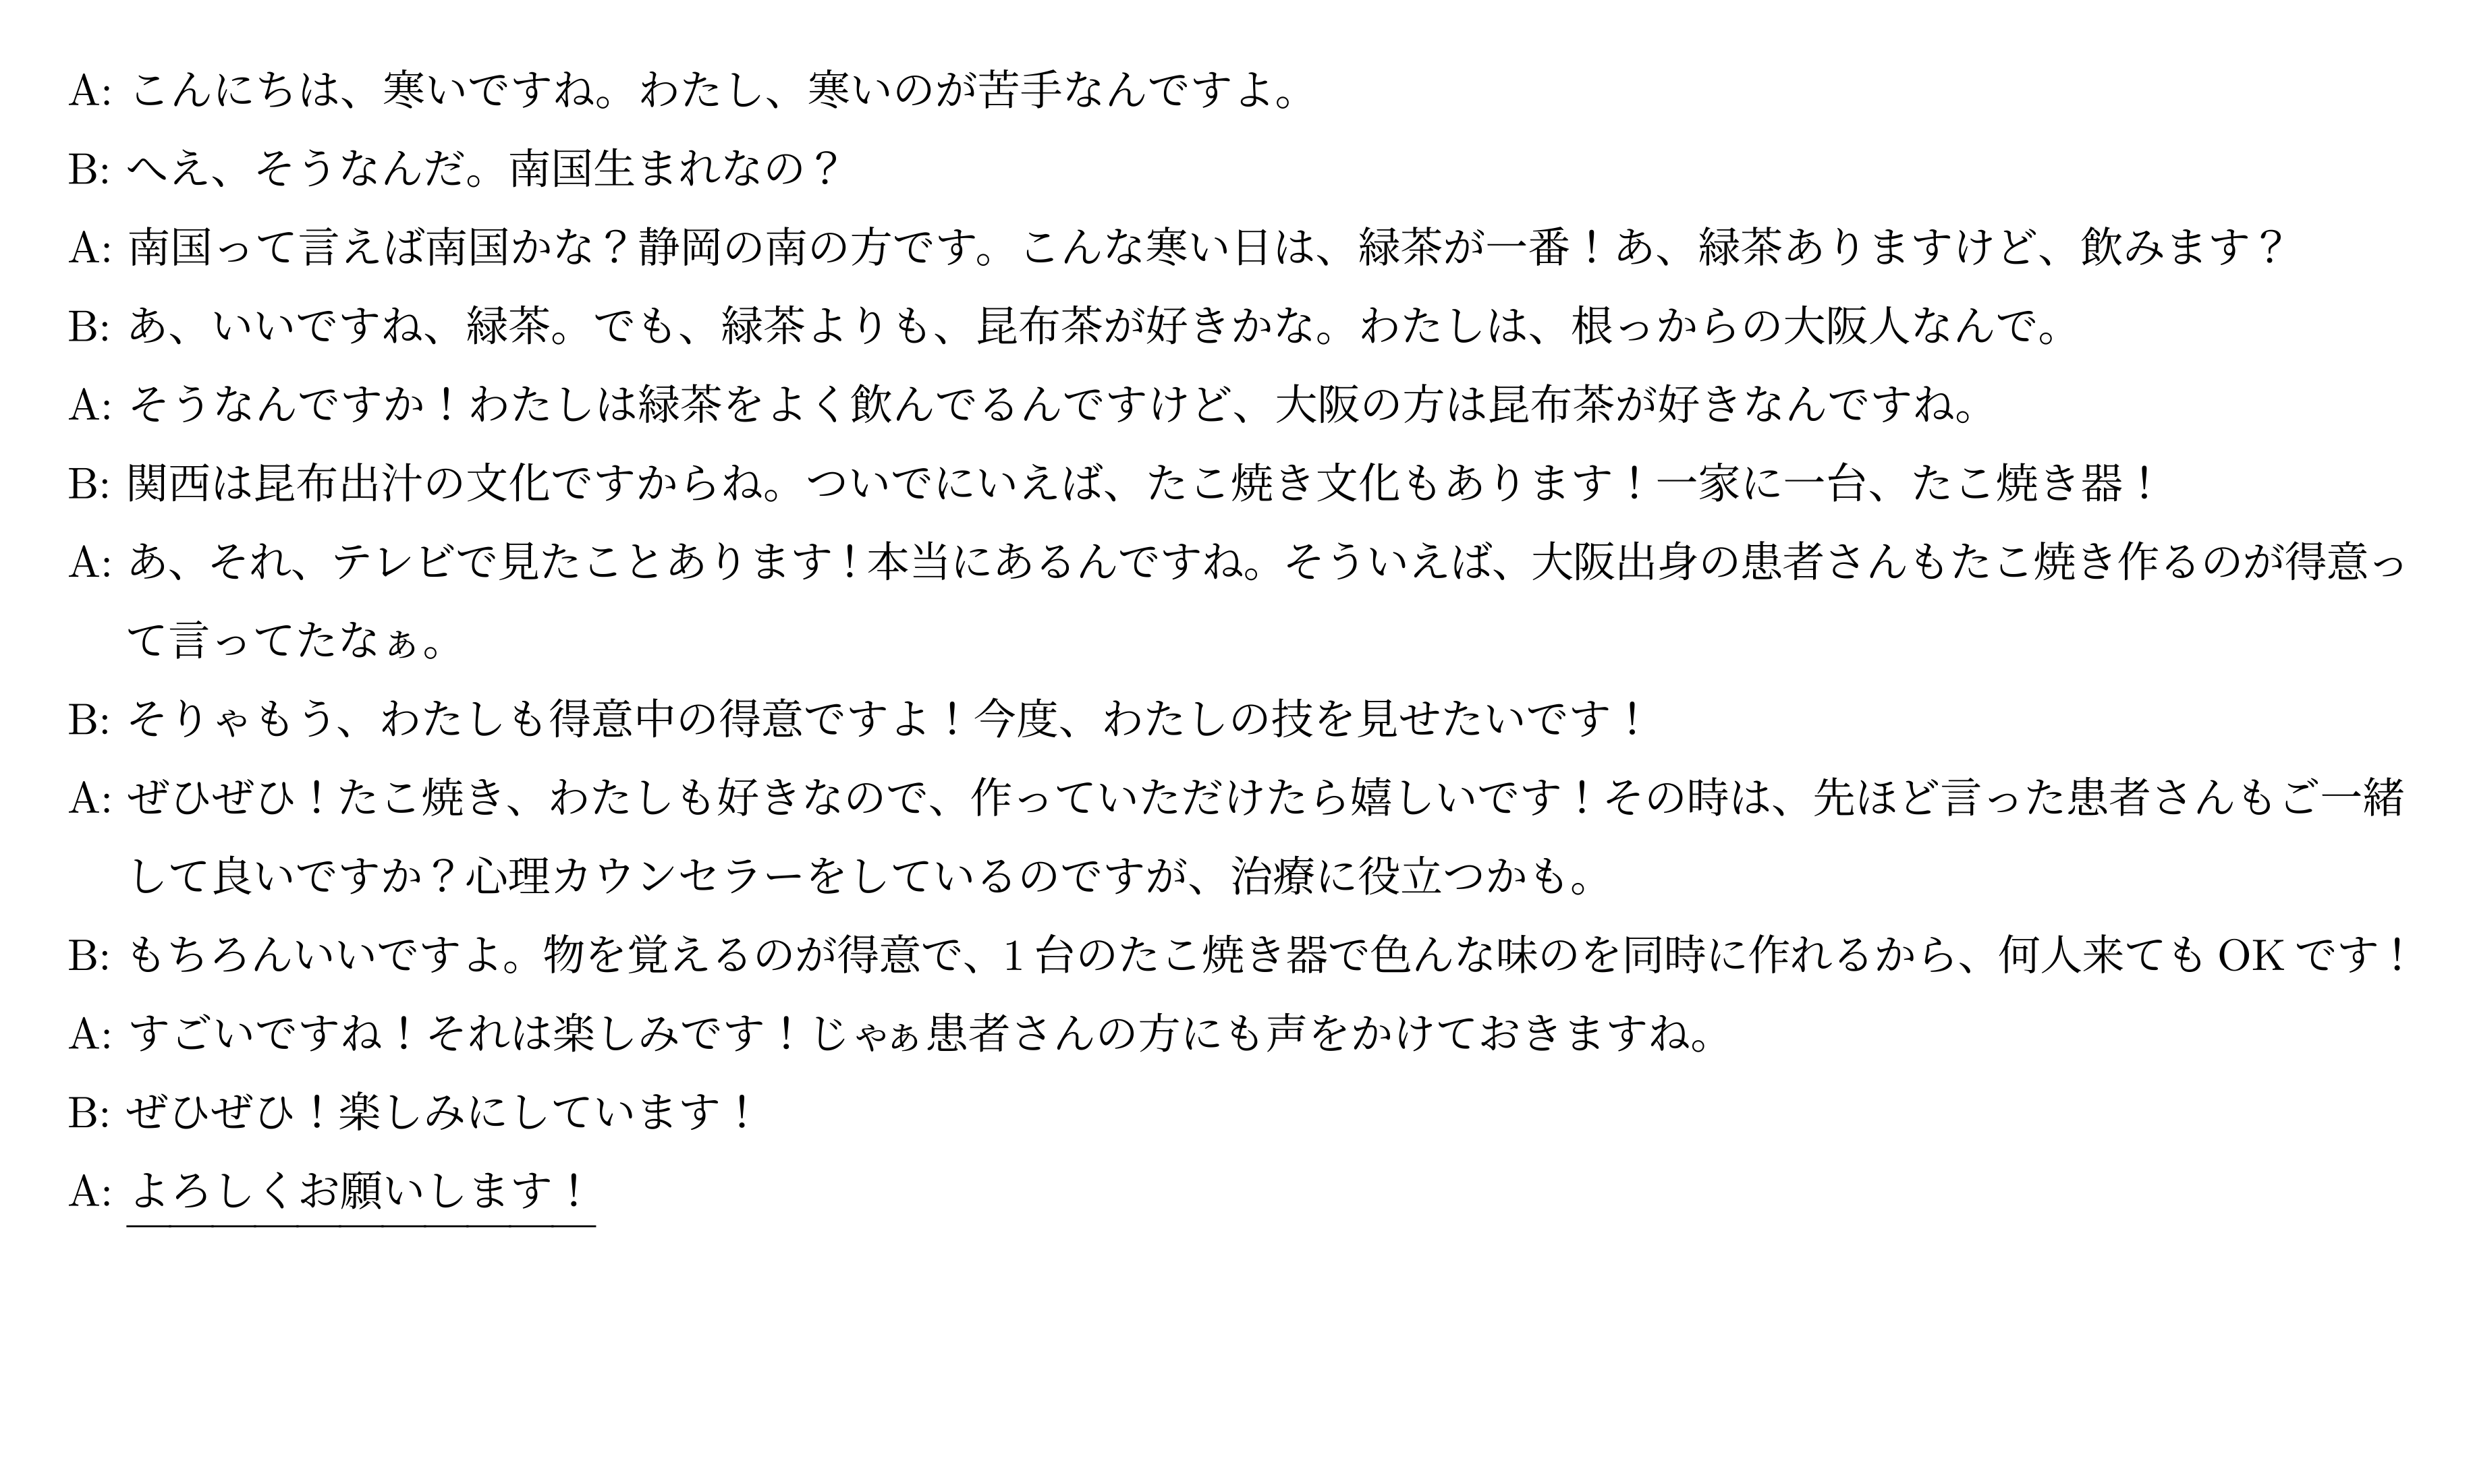 A: こんにちは、寒いですね。わたし、寒いのが苦手なんですよ。
B: へえ、そうなんだ。南国生まれなの？
A: 南国って言えば南国かな？静岡の南の方です。こんな寒い日は、緑茶が一番！あ、緑茶ありますけど、飲みます？
B: あ、いいですね、緑茶。でも、緑茶よりも、昆布茶が好きかな。わたしは、根っからの大阪人なんで。
A: そうなんですか！わたしは緑茶をよく飲んでるんですけど、大阪の方は昆布茶が好きなんですね。
B: 関西は昆布出汁の文化ですからね。ついでにいえば、たこ焼き文化もあります！一家に一台、たこ焼き器！
A: あ、それ、テレビで見たことあります！本当にあるんですね。そういえば、大阪出身の患者さんもたこ焼き作るのが得意っ
て言ってたなぁ。
B: そりゃもう、わたしも得意中の得意ですよ！今度、わたしの技を見せたいです！
A: ぜひぜひ！たこ焼き、わたしも好きなので、作っていただけたら嬉しいです！その時は、先ほど言った患者さんもご一緒
して良いですか？心理カウンセラーをしているのですが、治療に役立つかも。
B: もちろんいいですよ。物を覚えるのが得意で、1 台のたこ焼き器で色んな味のを同時に作れるから、何人来ても OK です！
A: すごいですね！それは楽しみです！じゃぁ患者さんの方にも声をかけておきますね。
B: ぜひぜひ！楽しみにしています！
A: よろしくお願いします！